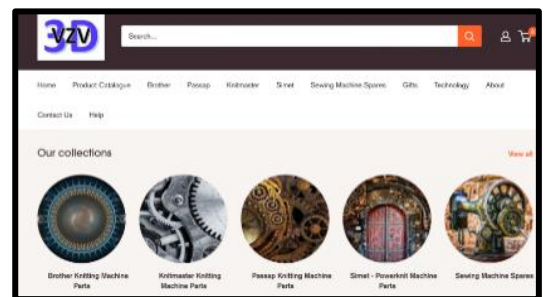 3D
VZV
Search...
Home Product Catalogue Brother Passap Knitmaster Simet Sewing Machine Spares Gifts Technology About
Contact Us Help
Our collections
View all
Brother Knitting Machine Parts
Knitmaster Knitting Machine Parts
Passap Knitting Machine Parts
Simet - Powerknit Machine Parts
Sewing Machine Spares